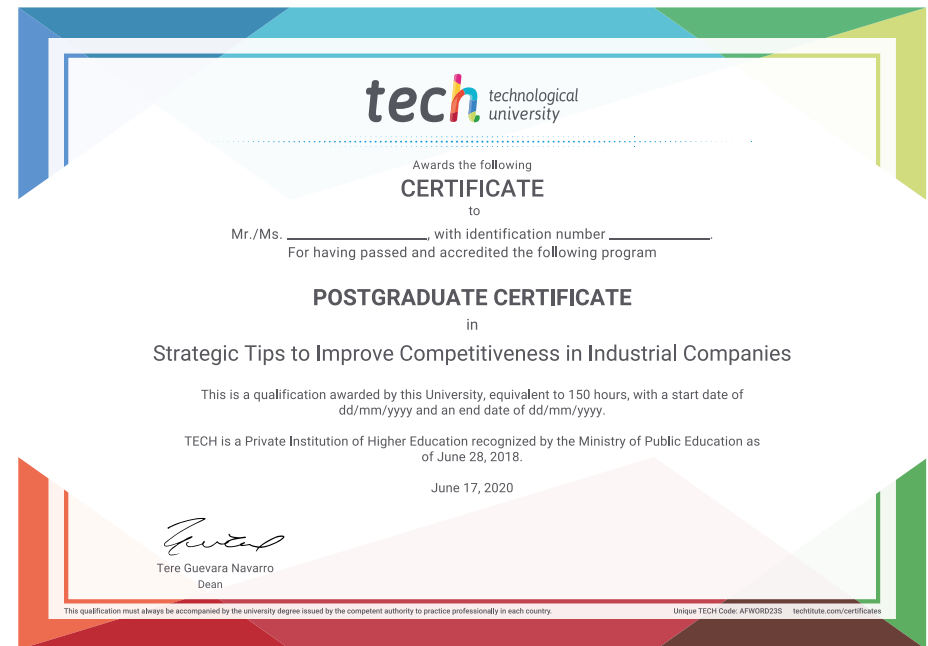 tech technological
university
Awards the following
CERTIFICATE
to
Mr./Ms. ____________________, with identification number ______________.
For having passed and accredited the following program
POSTGRADUATE CERTIFICATE
in
Strategic Tips to Improve Competitiveness in Industrial Companies
This is a qualification awarded by this University, equivalent to 150 hours, with a start date of
dd/mm/yyyy and an end date of dd/mm/yyyy.
TECH is a Private Institution of Higher Education recognized by the Ministry of Public Education as
of June 28, 2018.
June 17, 2020
Tere Guevara Navarro
Dean
This qualification must always be accompanied by the university degree issued by the competent authority to practice professionally in each country.
Unique TECH Code: AFWORD23S techtitute.com/certificates